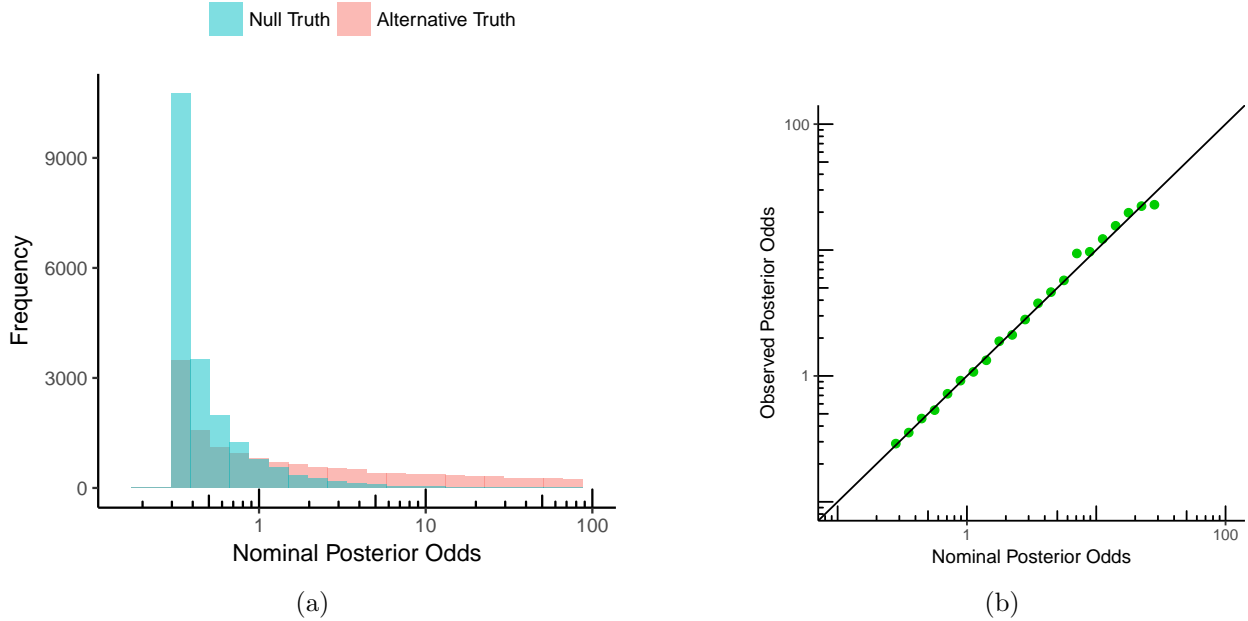 Null Truth Alternative Truth
Frequency
9000
6000
3000
0
1 10 100
Nominal Posterior Odds
(a)
Observed Posterior Odds
100
1
1 100
Nominal Posterior Odds
(b)